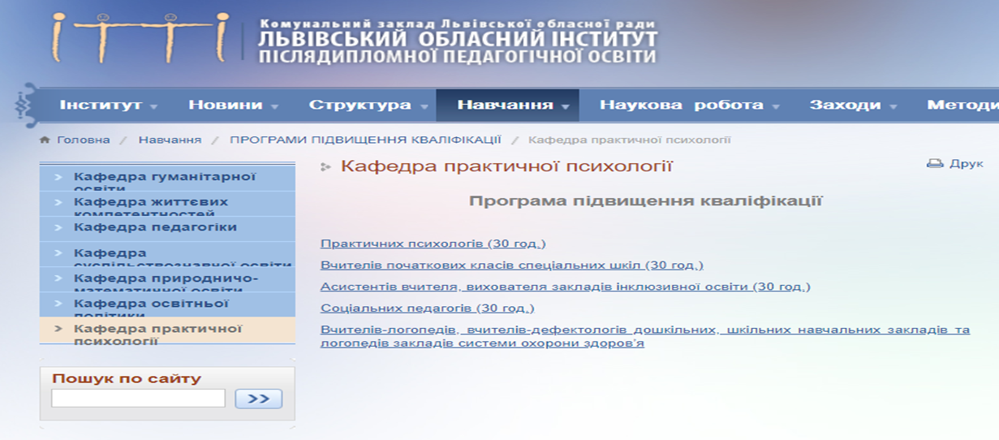 Комунальний заклад Львівської обласної ради
ЛЬВІВСЬКИЙ ОБЛАСНИЙ ІНСТИТУТ
ПІСЛЯДИПЛОМНОЇ ПЕДАГОГІЧНОЇ ОСВІТИ
Інститут Новини Структура Навчання Наукова робота Заходи Методи
Головна / Навчання / ПРОГРАМИ ПІДВИЩЕННЯ КВАЛІФІКАЦІЇ / Кафедра практичної психології
Кафедра гуманітарної
освіти
Кафедра життєвих
компетентностей
Кафедра педагогіки
Кафедра
суспільствознавчої освіти
Кафедра природничо-
математичної освіти
Кафедра освітньої
політики
Кафедра практичної
психології
Пошук по сайту
>>
Кафедра практичної психології
Друк
Програма підвищення кваліфікації
Практичних психологів (30 год.)
Вчителів початкових класів спеціальних шкіл (30 год.)
Асистентів вчителя, вихователя закладів інклюзивної освіти (30 год.)
Соціальних педагогів (30 год.)
Вчителів-логопедів, вчителів-дефектологів дошкільних, шкільних навчальних закладів та
логопедів закладів системи охорони здоров'я